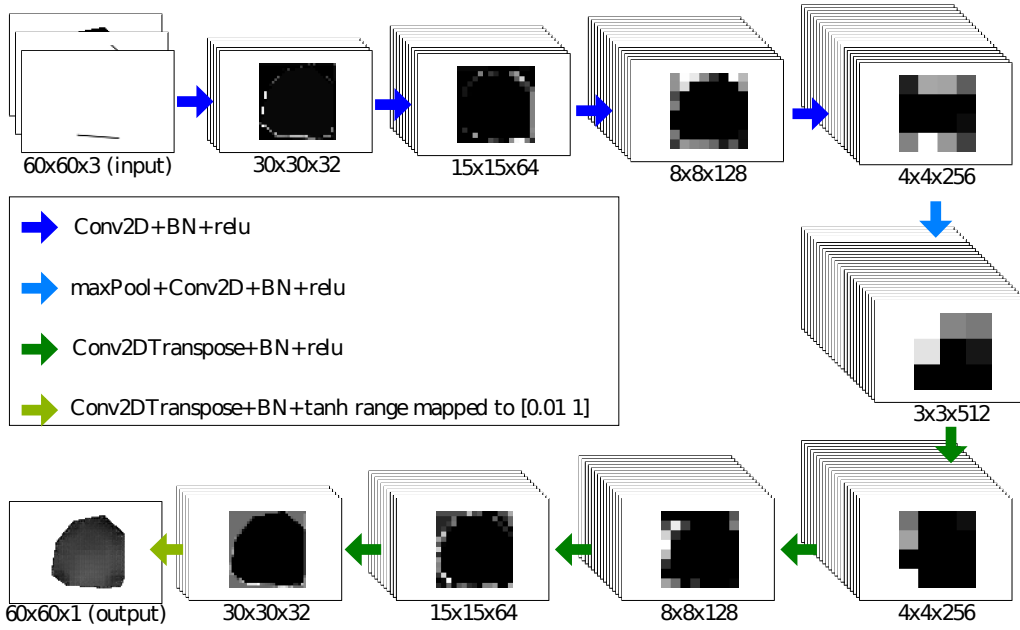 60x60x3 (input)
30x30x32
15x15x64
8x8x128
4x4x256
Conv2D+BN+relu
maxPool+Conv2D+BN+relu
Conv2DTranspose+BN+relu
Conv2DTranspose+BN+tanh range mapped to [0.01 1]
3x3x512
60x60x1 (output)
30x30x32
15x15x64
8x8x128
4x4x256